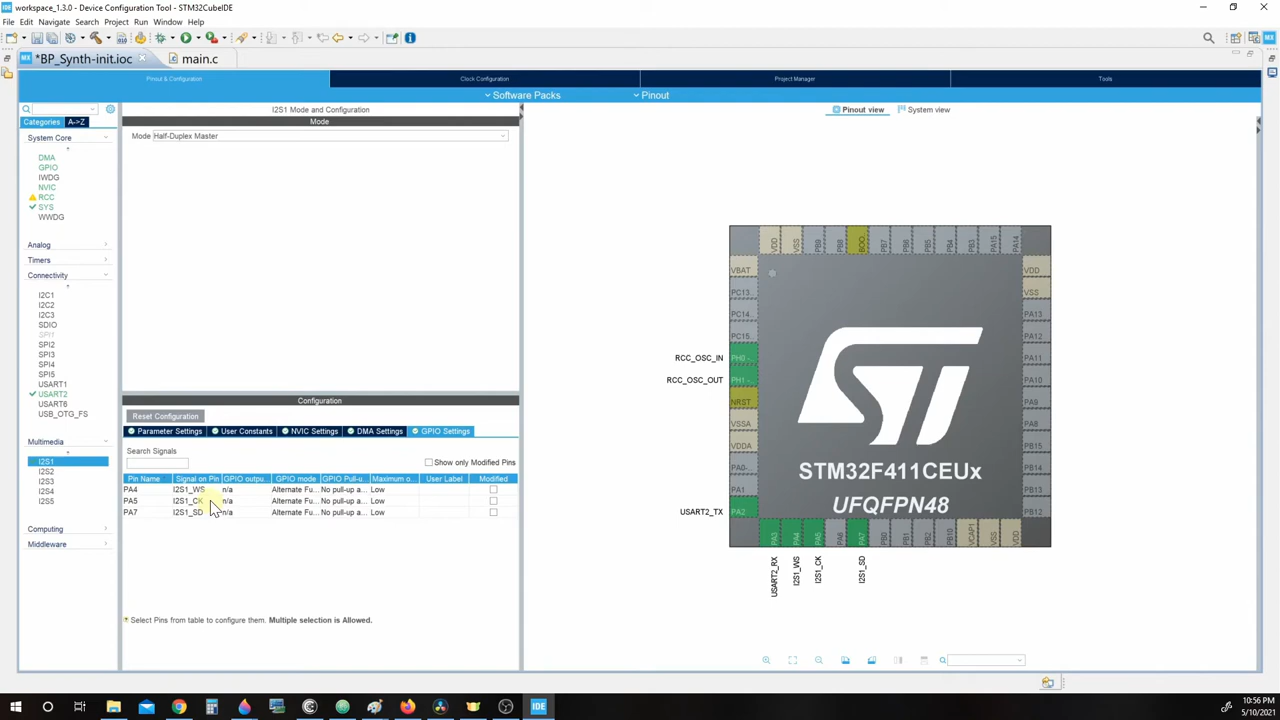 workspace_1.3.0 - Device Configuration Tool - STM32CubeIDE
File Edit Navigate Search Project Run Window Help
*BP_Synth-init.ioc
main.c
Pinout & Configuration
Clock Configuration
Project Manager
Tools
Software Packs
Pinout
Categories A->Z
System Core
DMA
GPIO
IWDG
NVIC
RCC
SYS
WWDG
Analog
Timers
Connectivity
I2C1
I2C2
I2C3
SDIO
SPI1
SPI2
SPI3
SPI4
SPI5
USART1
USART2
USART6
USB_OTG_FS
Multimedia
I2S1
I2S2
I2S3
I2S4
I2S5
Computing
Middleware
I2S1 Mode and Configuration
Mode
Mode Half-Duplex Master
Configuration
Reset Configuration
Parameter Settings
User Constants
NVIC Settings
DMA Settings
GPIO Settings
Search Signals
Show only Modified Pins
Pin Name Signal on Pin GPIO outpu... GPIO mode GPIO Pull-u... Maximum o... User Label Modified
PA4 I2S1_WS n/a Alternate Fu... No pull-up a... Low
PA5 I2S1_CK n/a Alternate Fu... No pull-up a... Low
PA7 I2S1_SD n/a Alternate Fu... No pull-up a... Low
Select Pins from table to configure them. Multiple selection is Allowed.
Pinout view
System view
VDD VSS PB9 PB8 BOO... PB7 PB6 PB5 PB4 PB3 PA15 PA14
VBAT
PC13...
PC14...
PC15...
RCC_OSC_IN PH0 -...
RCC_OSC_OUT PH1 -...
NRST
VSSA
VDDA
PA0-...
PA1
USART2_TX PA2
VDD
VSS
PA13
PA12
PA11
PA10
PA9
PA8
PB15
PB14
PB13
PB12
STM32F411CEUx
UFQFPN48
PA3 PA4 PA5 PA6 PA7 PB0 PB1 PB2 PB10 VCAP1 VSS VDD
USART2_RX
I2S1_WS
I2S1_CK
I2S1_SD
IDE
10:56 PM
5/10/2021